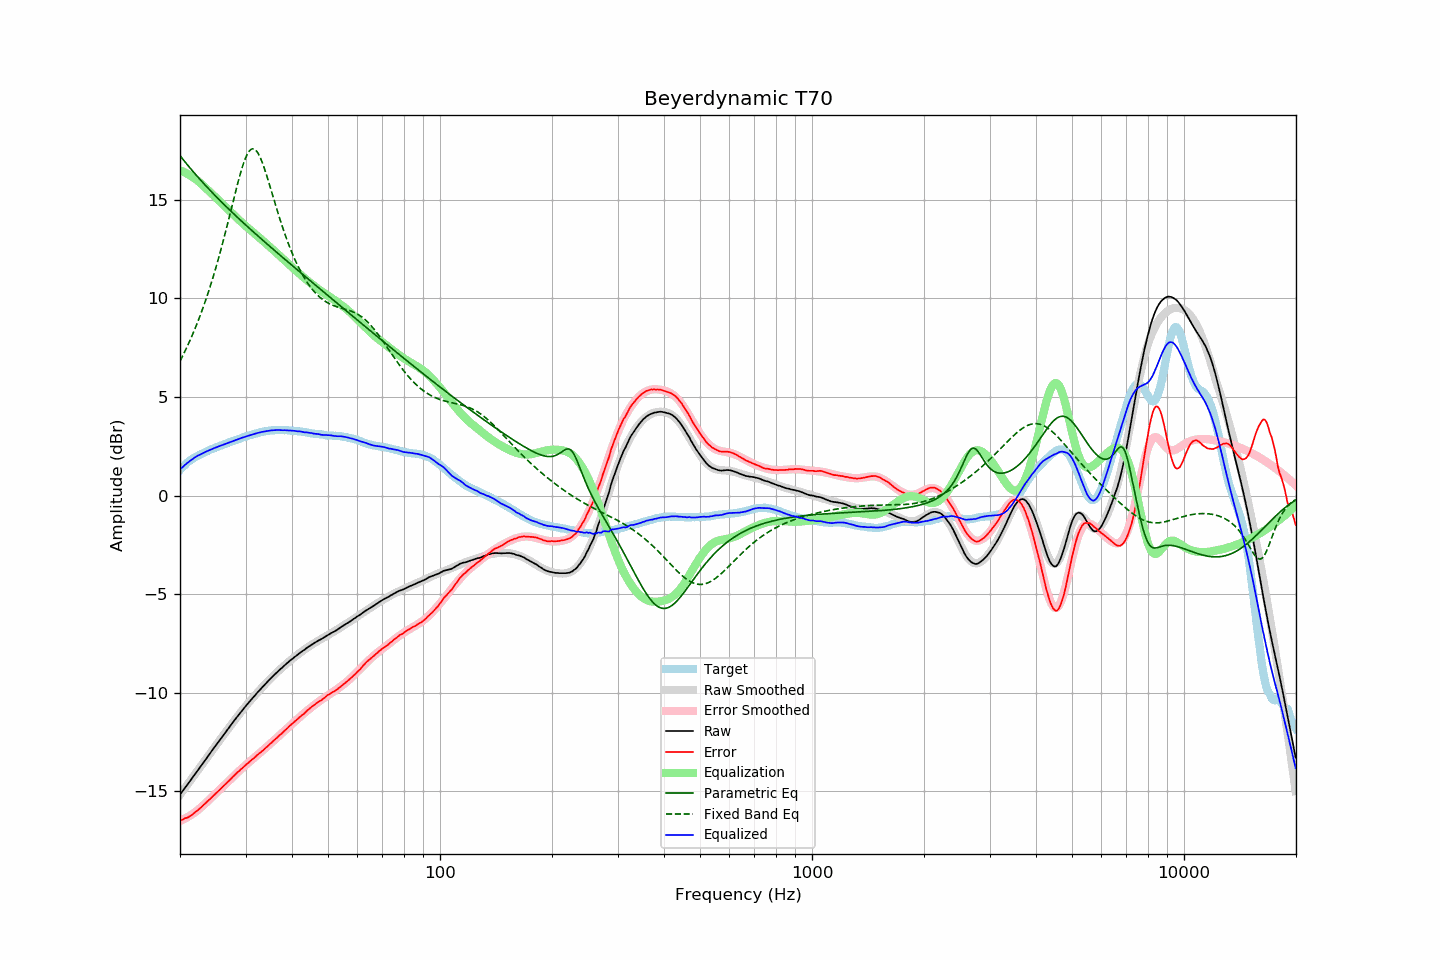 Beyerdynamic T70
Amplitude (dBr)
15
10
5
0
−5
−10
−15
100
1000
10000
Frequency (Hz)
Target
Raw Smoothed
Error Smoothed
Raw
Error
Equalization
Parametric Eq
Fixed Band Eq
Equalized